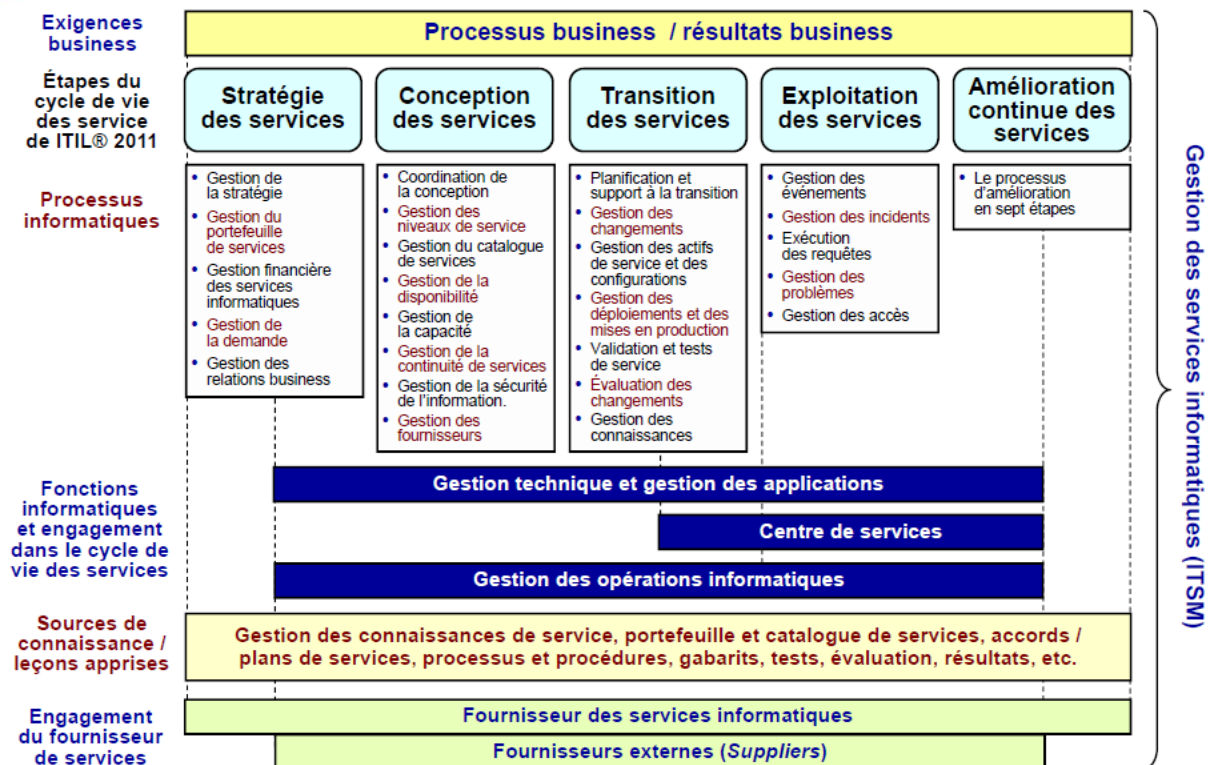 Exigences
business
Processus business / résultats business
Étapes du
cycle de vie
des service
de ITIL® 2011
Stratégie
des services
Conception
des services
Transition
des services
Exploitation
des services
Amélioration
continue des
services
Processus
informatiques
• Gestion de
la stratégie
• Gestion du
portefeuille
de services
• Gestion financière
des services
informatiques
• Gestion de
la demande
• Gestion des
relations business
• Coordination de
la conception
• Gestion des
niveaux de service
• Gestion du catalogue
de services
• Gestion de la
disponibilité
• Gestion de
la capacité
• Gestion de la
continuité de services
• Gestion de la sécurité
de l'information.
• Gestion des
fournisseurs
• Planification et
support à la transition
• Gestion des
changements
• Gestion des actifs
de service et des
configurations
• Gestion des
déploiements et des
mises en production
• Validation et tests
de service
• Évaluation des
changements
• Gestion des
connaissances
• Gestion des
événements
• Gestion des incidents
• Exécution
des requêtes
• Gestion des
problèmes
• Gestion des accès
• Le processus
d'amélioration
en sept étapes
Fonctions
informatiques
et engagement
dans le cycle de
vie des services
Gestion technique et gestion des applications
Centre de services
Gestion des opérations informatiques
Sources de
connaissance /
leçons apprises
Gestion des connaissances de service, portefeuille et catalogue de services, accords /
plans de services, processus et procédures, gabarits, tests, évaluation, résultats, etc.
Engagement
du fournisseur
de services
Fournisseur des services informatiques
Fournisseurs externes (Suppliers)
Gestion des services informatiques (ITSM)